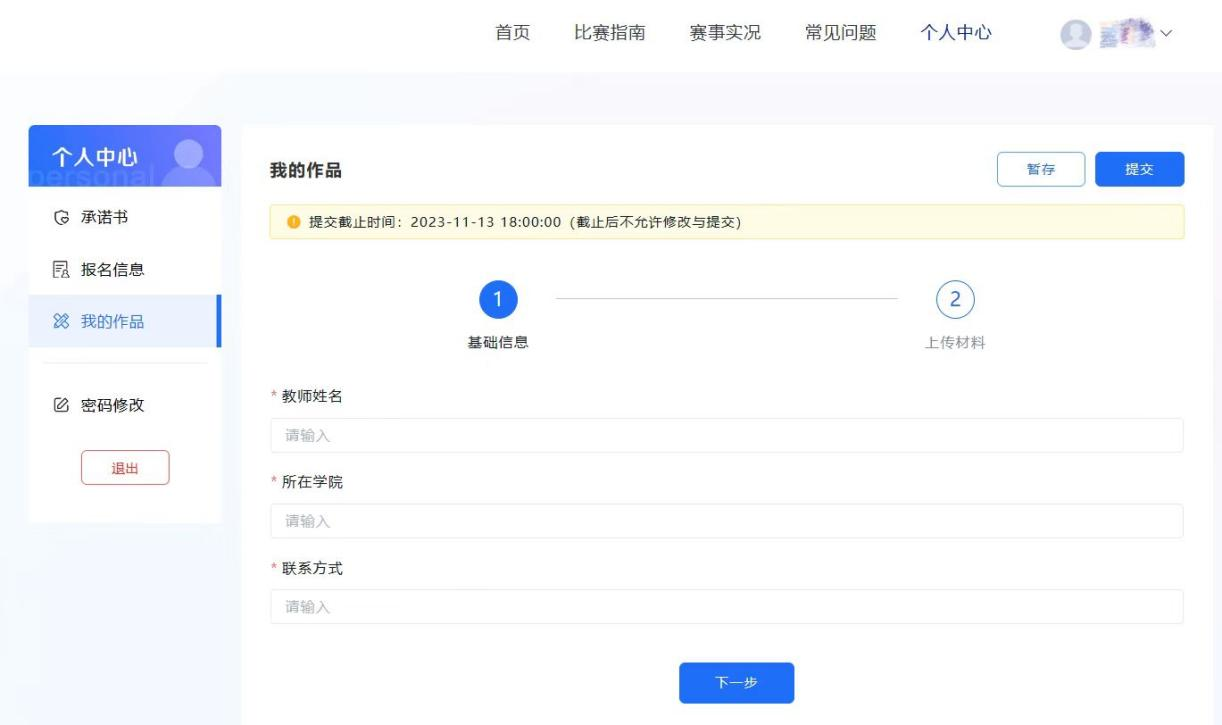 首页 比赛指南 赛事实况 常见问题 个人中心
个人中心
personal
承诺书
报名信息
我的作品
密码修改
退出
我的作品
暂存 提交
提交截止时间：2023-11-13 18:00:00（截止后不允许修改与提交）
1 2
基础信息 上传材料
* 教师姓名
请输入
* 所在学院
请输入
* 联系方式
请输入
下一步